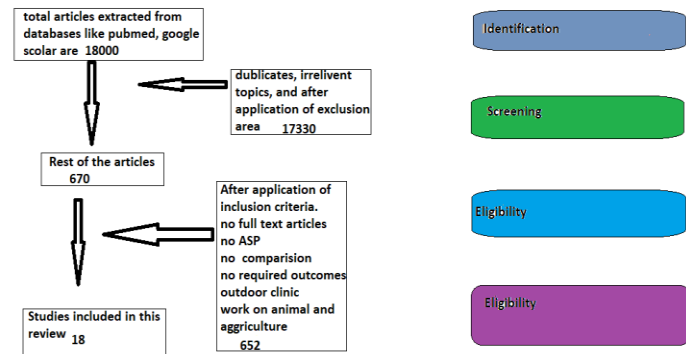 total articles extracted from
databases like pubmed, google
scolar are 18000
Identification
dublicates, irrelivent
topics, and after
application of exclusion
area 17330
Screening
Rest of the articles
670
After application of
inclusion criteria.
no full text articles
no ASP
no comparision
no required outcomes
outdoor clinic
work on animal and
aggriculture
652
Eligibility
Studies included in this
review 18
Eligibility